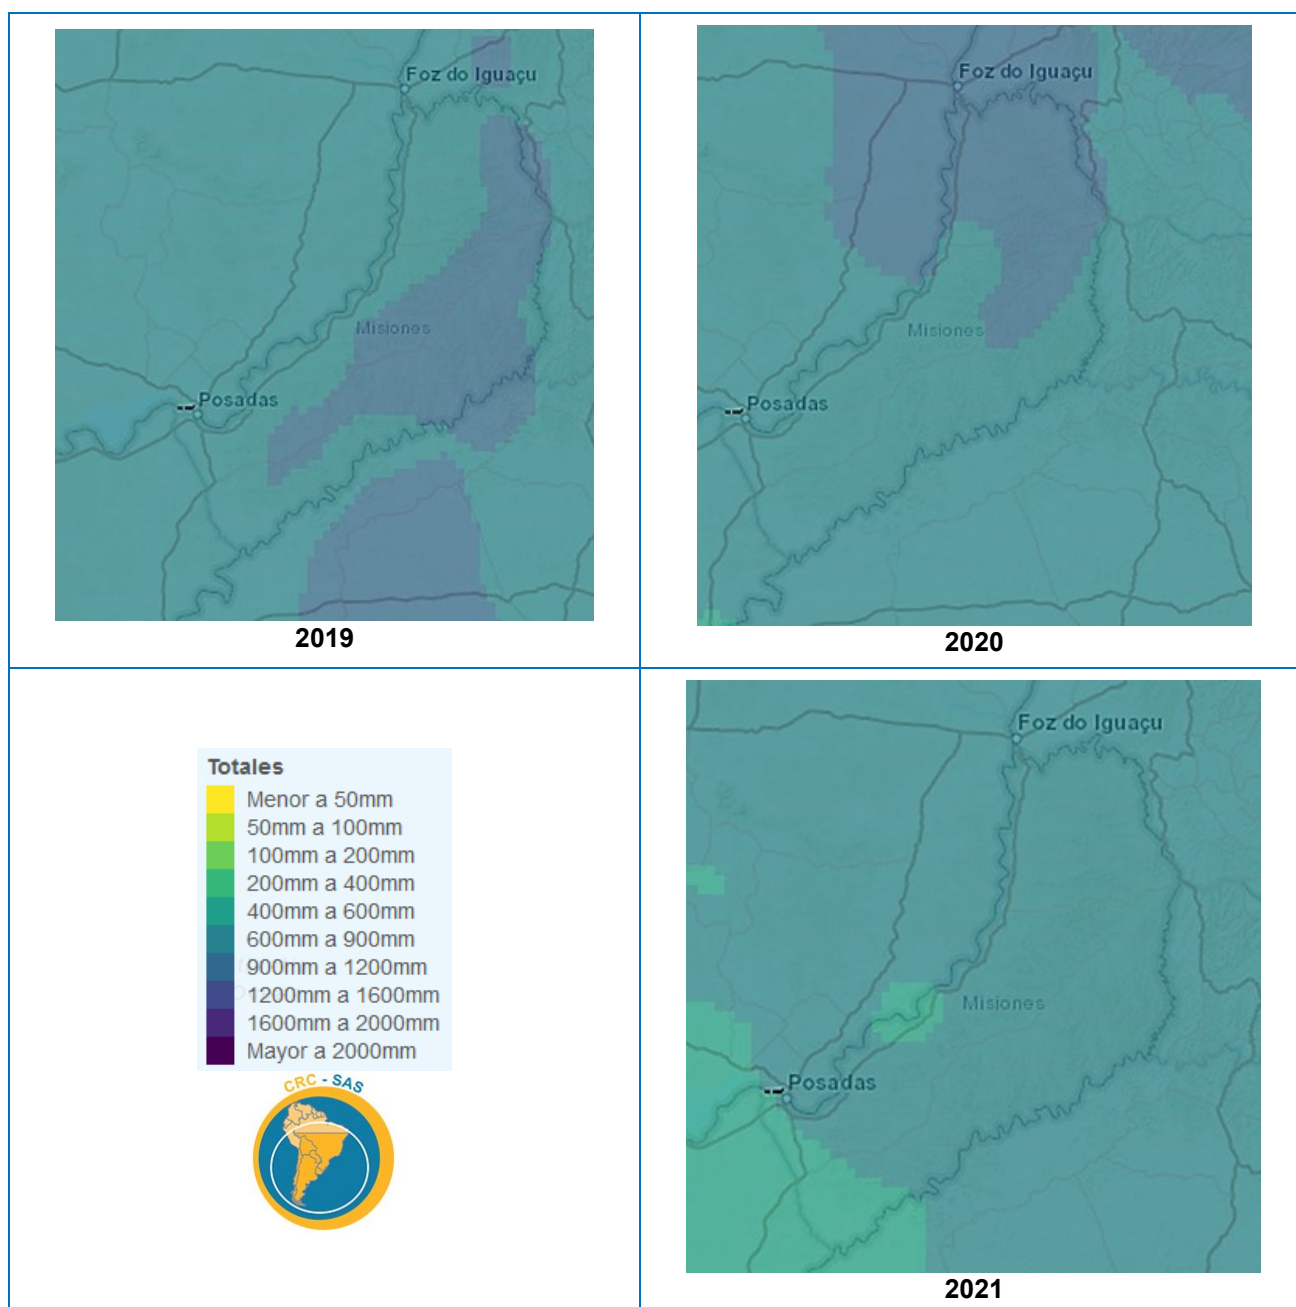 Foz do Iguaçu
Misiones
Posadas
2019
Foz do Iguaçu
Misiones
Posadas
2020
Totales
Menor a 50mm
50mm a 100mm
100mm a 200mm
200mm a 400mm
400mm a 600mm
600mm a 900mm
900mm a 1200mm
1200mm a 1600mm
1600mm a 2000mm
Mayor a 2000mm
CRC - SAS
Foz do Iguaçu
Misiones
Posadas
2021